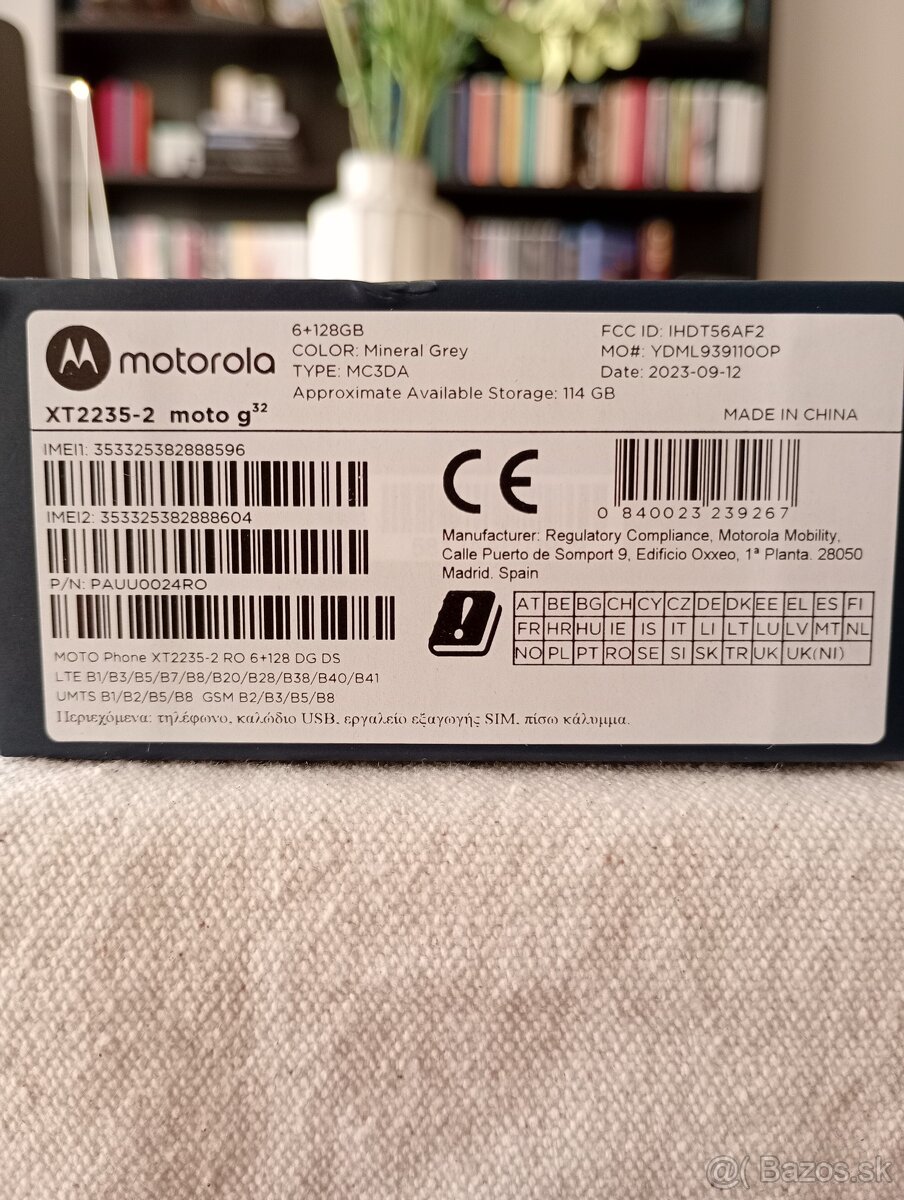 motorola
6+128GB
COLOR: Mineral Grey
TYPE: MC3DA
Approximate Available Storage: 114 GB
FCC ID: IHDT56AF2
MO#: YDML939110OP
Date: 2023-09-12
XT2235-2 moto g32
MADE IN CHINA
IMEI1: 353325382888596
IMEI2: 353325382888604
P/N: PAUU0024RO
CE
0 840023 239267
Manufacturer: Regulatory Compliance, Motorola Mobility,
Calle Puerto de Somport 9, Edificio Oxxeo, 1ª Planta. 28050
Madrid. Spain
AT BE BG CH CY CZ DE DK EE EL ES FI
FR HR HU IE IS IT LI LT LU LV MT NL
NO PL PT RO SE SI SK TR UK UK(NI)
MOTO Phone XT2235-2 RO 6+128 DG DS
LTE B1/B3/B5/B7/B8/B20/B28/B38/B40/B41
UMTS B1/B2/B5/B8 GSM B2/B3/B5/B8
Περιεχόμενα: τηλέφωνο, καλώδιο USB, εργαλείο εξαγωγής SIM, πίσω κάλυμμα.
@( Bazos.sk